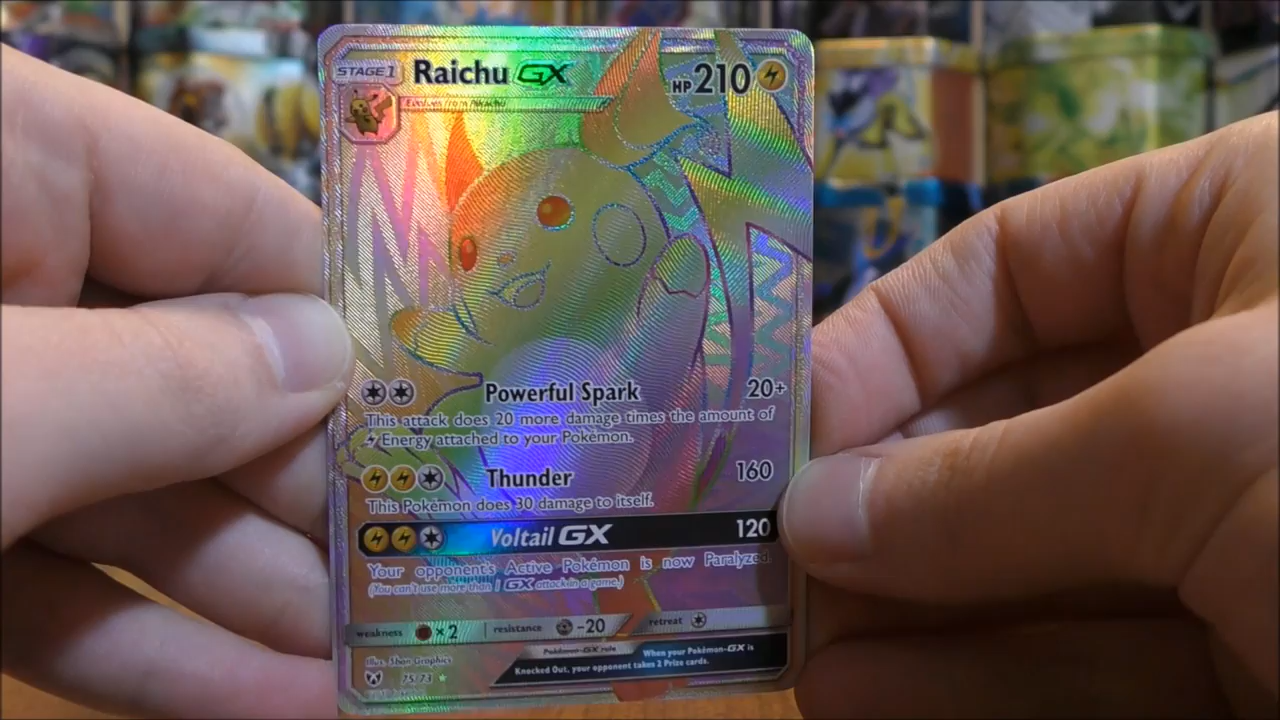 STAGE 1
Raichu GX
HP 210
Evolves from Pikachu
Powerful Spark 20+
This attack does 20 more damage times the amount of
Energy attached to your Pokémon.
Thunder 160
This Pokémon does 30 damage to itself.
Voltail GX 120
Your opponent's Active Pokémon is now Paralyzed.
(You can't use more than 1 GX attack in a game.)
weakness ×2 resistance -20 retreat
Illus. 5ban Graphics
Pokémon-GX rule When your Pokémon-GX is
Knocked Out, your opponent takes 2 Prize cards.
75/73